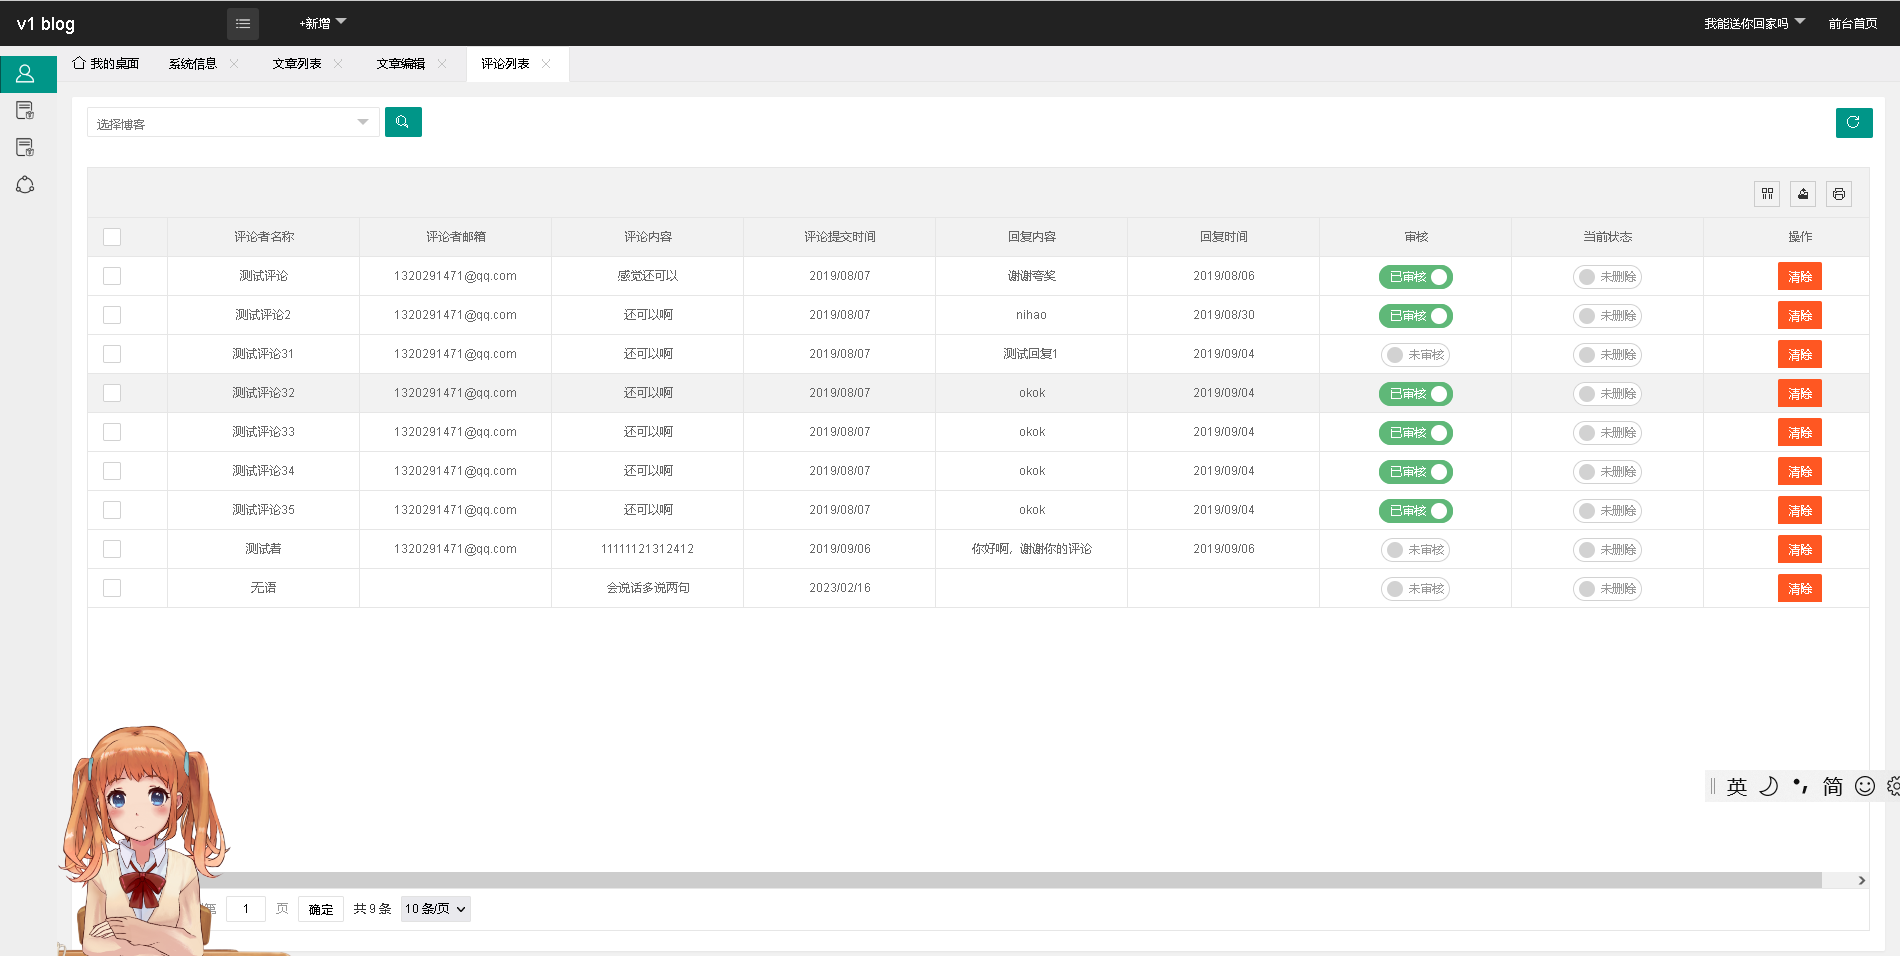 v1 blog
+新增
我能送你回家吗
前台首页
我的桌面
系统信息
文章列表
文章编辑
评论列表
选择博客
评论者名称 评论者邮箱 评论内容 评论提交时间 回复内容 回复时间 审核 当前状态 操作
测试评论 1320291471@qq.com 感觉还可以 2019/08/07 谢谢夸奖 2019/08/06 已审核 未删除 清除
测试评论2 1320291471@qq.com 还可以啊 2019/08/07 nihao 2019/08/30 已审核 未删除 清除
测试评论31 1320291471@qq.com 还可以啊 2019/08/07 测试回复1 2019/09/04 未审核 未删除 清除
测试评论32 1320291471@qq.com 还可以啊 2019/08/07 okok 2019/09/04 已审核 未删除 清除
测试评论33 1320291471@qq.com 还可以啊 2019/08/07 okok 2019/09/04 已审核 未删除 清除
测试评论34 1320291471@qq.com 还可以啊 2019/08/07 okok 2019/09/04 已审核 未删除 清除
测试评论35 1320291471@qq.com 还可以啊 2019/08/07 okok 2019/09/04 已审核 未删除 清除
测试着 1320291471@qq.com 11111121312412 2019/09/06 你好啊，谢谢你的评论 2019/09/06 未审核 未删除 清除
无语 会说话多说两句 2023/02/16 未审核 未删除 清除
英 简
第 1 页 确定 共 9 条 10 条/页